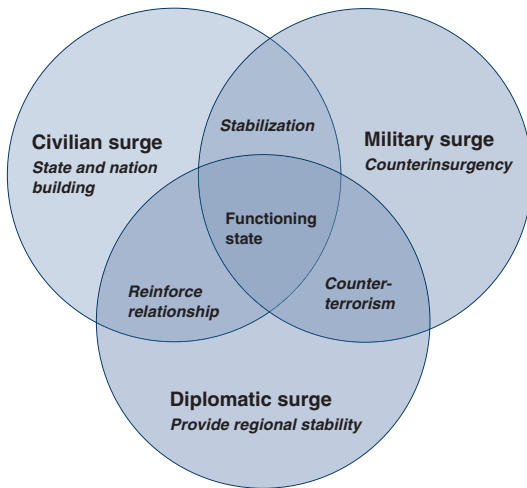 Stabilization
Civilian surge
State and nation
building
Military surge
Counterinsurgency
Functioning
state
Reinforce
relationship
Counter-
terrorism
Diplomatic surge
Provide regional stability